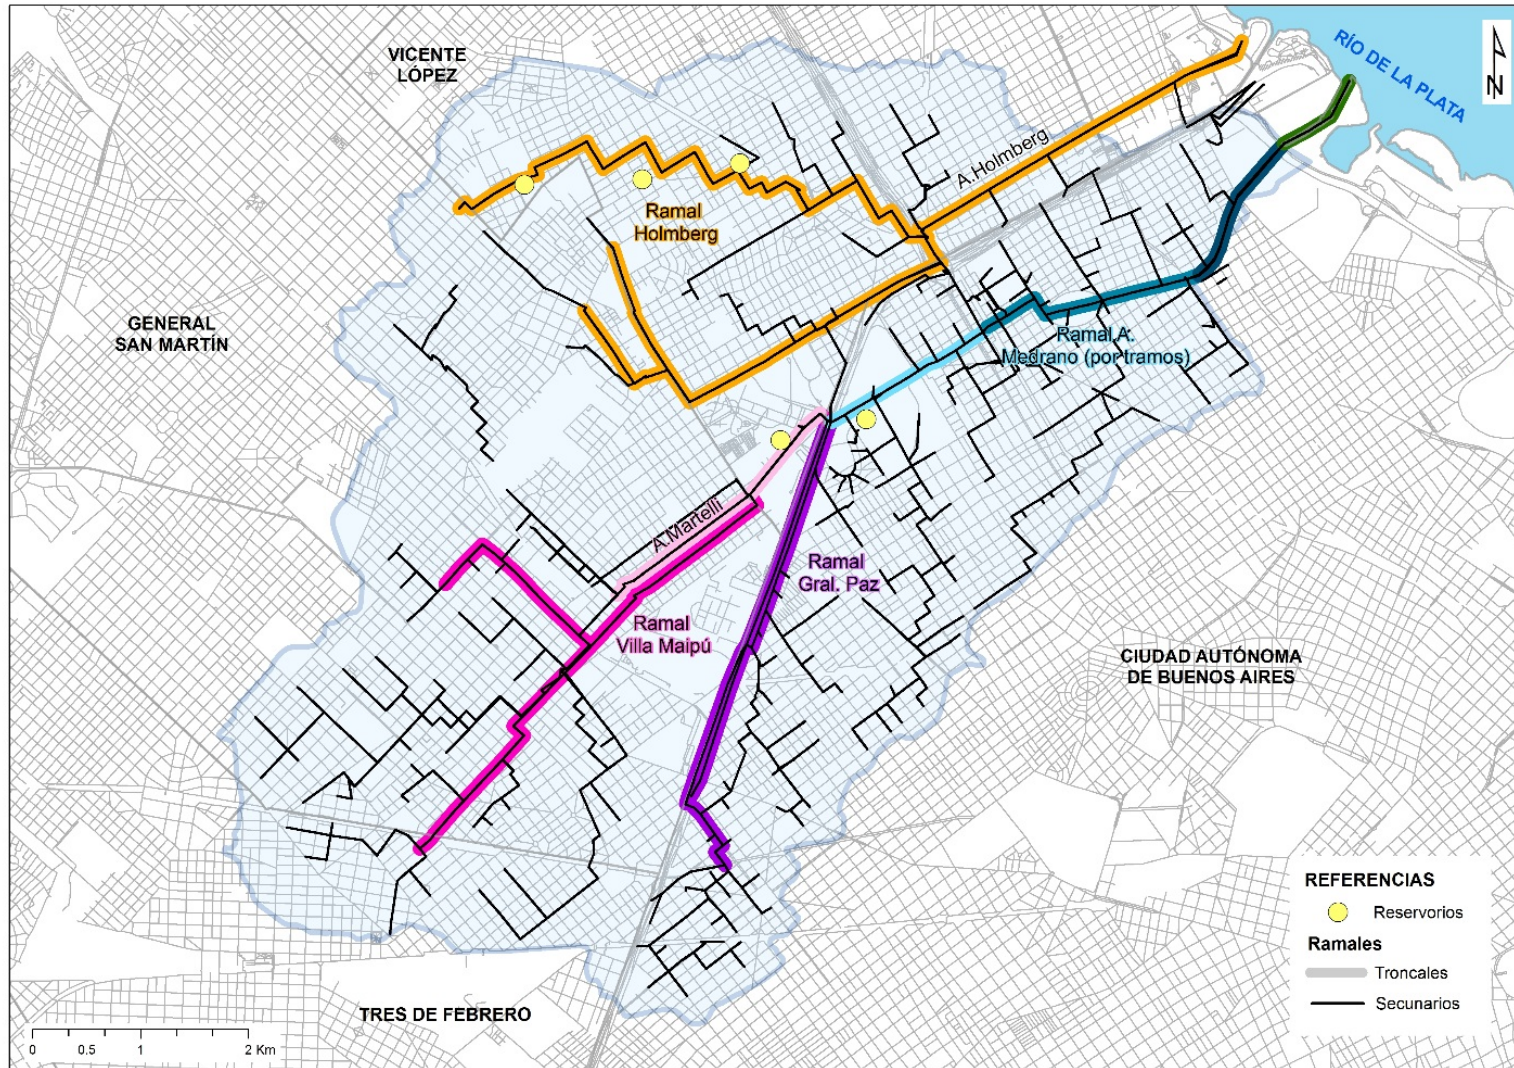 VICENTE
LÓPEZ
RÍO DE LA PLATA
N
A.Holmberg
Ramal
Holmberg
GENERAL
SAN MARTÍN
Ramal A.
Medrano (por tramos)
A.Martelli
Ramal
Gral. Paz
Ramal
Villa Maipú
CIUDAD AUTÓNOMA
DE BUENOS AIRES
TRES DE FEBRERO
REFERENCIAS
Reservorios
Ramales
Troncales
Secunarios
0 0.5 1 2 Km